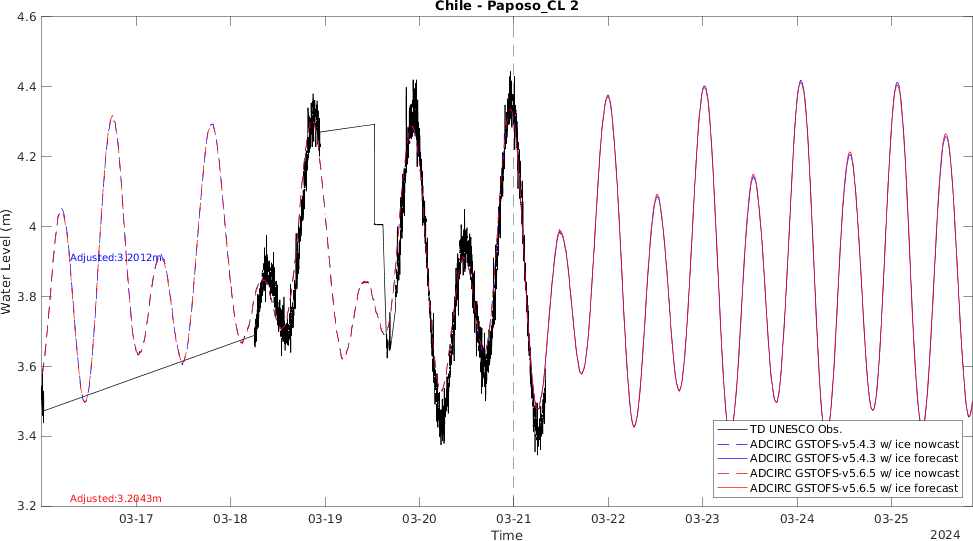 Chile - Paposo_CL 2
Water Level (m)
4.6
4.4
4.2
4
3.8
3.6
3.4
3.2
Adjusted:3.2012m
Adjusted:3.2043m
TD UNESCO Obs.
ADCIRC GSTOFS-v5.4.3 w/ ice nowcast
ADCIRC GSTOFS-v5.4.3 w/ ice forecast
ADCIRC GSTOFS-v5.6.5 w/ ice nowcast
ADCIRC GSTOFS-v5.6.5 w/ ice forecast
03-17
03-18
03-19
03-20
03-21
03-22
03-23
03-24
03-25
Time
2024